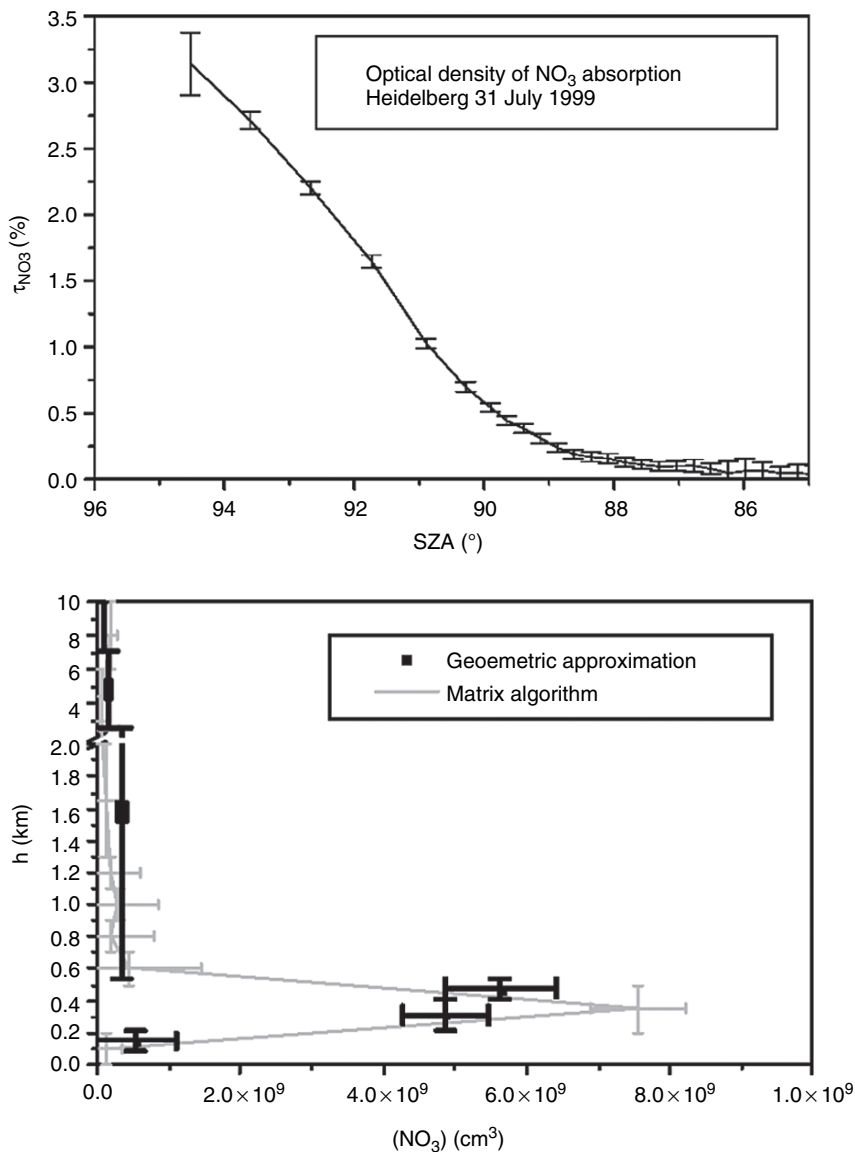 3.5
Optical density of NO3 absorption
Heidelberg 31 July 1999
3.0
2.5
2.0
1.5
1.0
0.5
0.0
τNO3 (%)
96 94 92 90 88 86
SZA (°)
10
8
6
4
2.0
1.8
1.6
1.4
1.2
1.0
0.8
0.6
0.4
0.2
0.0
h (km)
Geoemetric approximation
Matrix algorithm
0.0 2.0×10⁹ 4.0×10⁹ 6.0×10⁹ 8.0×10⁹ 1.0×10⁹
(NO3) (cm³)